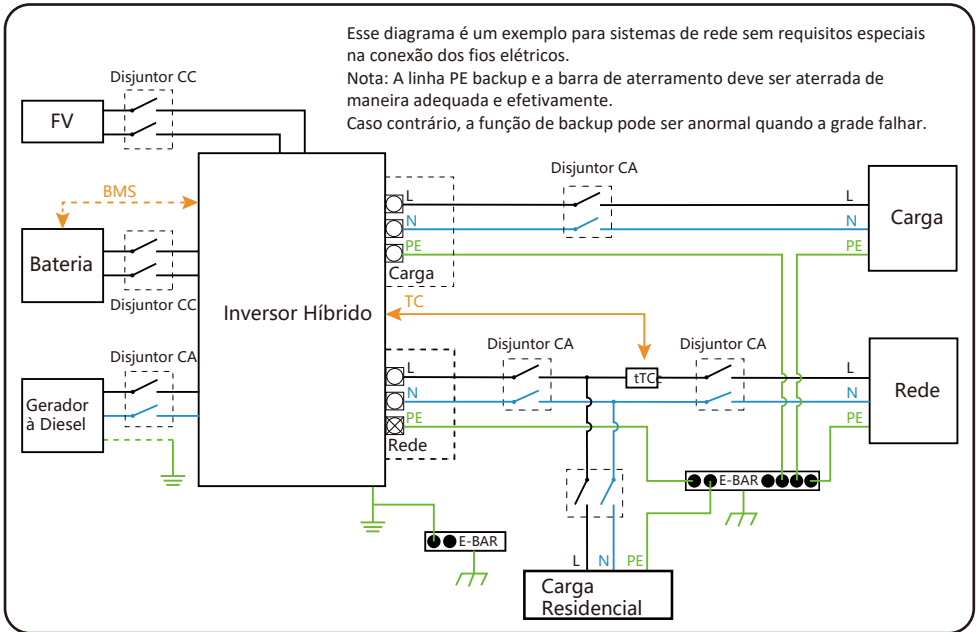 Esse diagrama é um exemplo para sistemas de rede sem requisitos especiais
na conexão dos fios elétricos.
Nota: A linha PE backup e a barra de aterramento deve ser aterrada de
maneira adequada e efetivamente.
Caso contrário, a função de backup pode ser anormal quando a grade falhar.
Disjuntor CC
FV
BMS
Bateria
Disjuntor CC
Disjuntor CA
Gerador
à Diesel
Inversor Híbrido
L
N
PE
Carga
Disjuntor CA
L
N
PE
Carga
TC
Disjuntor CA
Disjuntor CA
L
N
PE
Rede
tTCc
L
N
PE
Rede
E-BAR
E-BAR
L
N
PE
Carga
Residencial